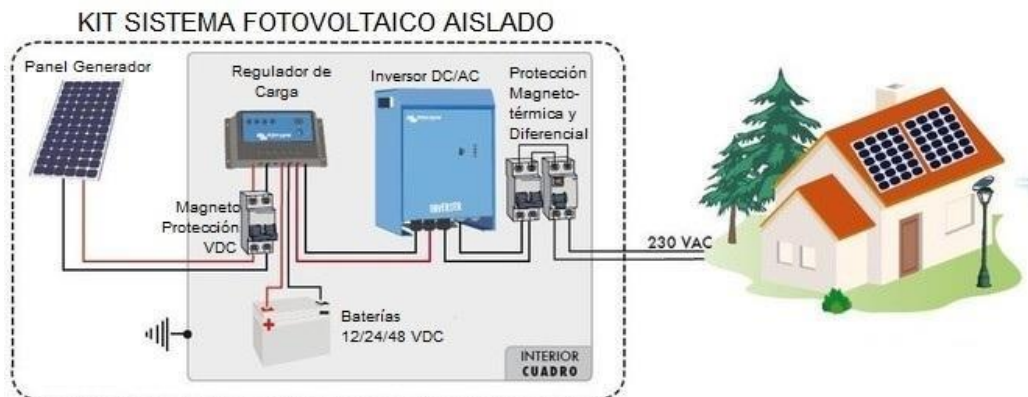 KIT SISTEMA FOTOVOLTAICO AISLADO
Panel Generador
Regulador de
Carga
Inversor DC/AC
Protección
Magneto-
térmica y
Diferencial
Magneto
Protección
VDC
INVERSOR
230 VAC
Baterías
12/24/48 VDC
INTERIOR
CUADRO